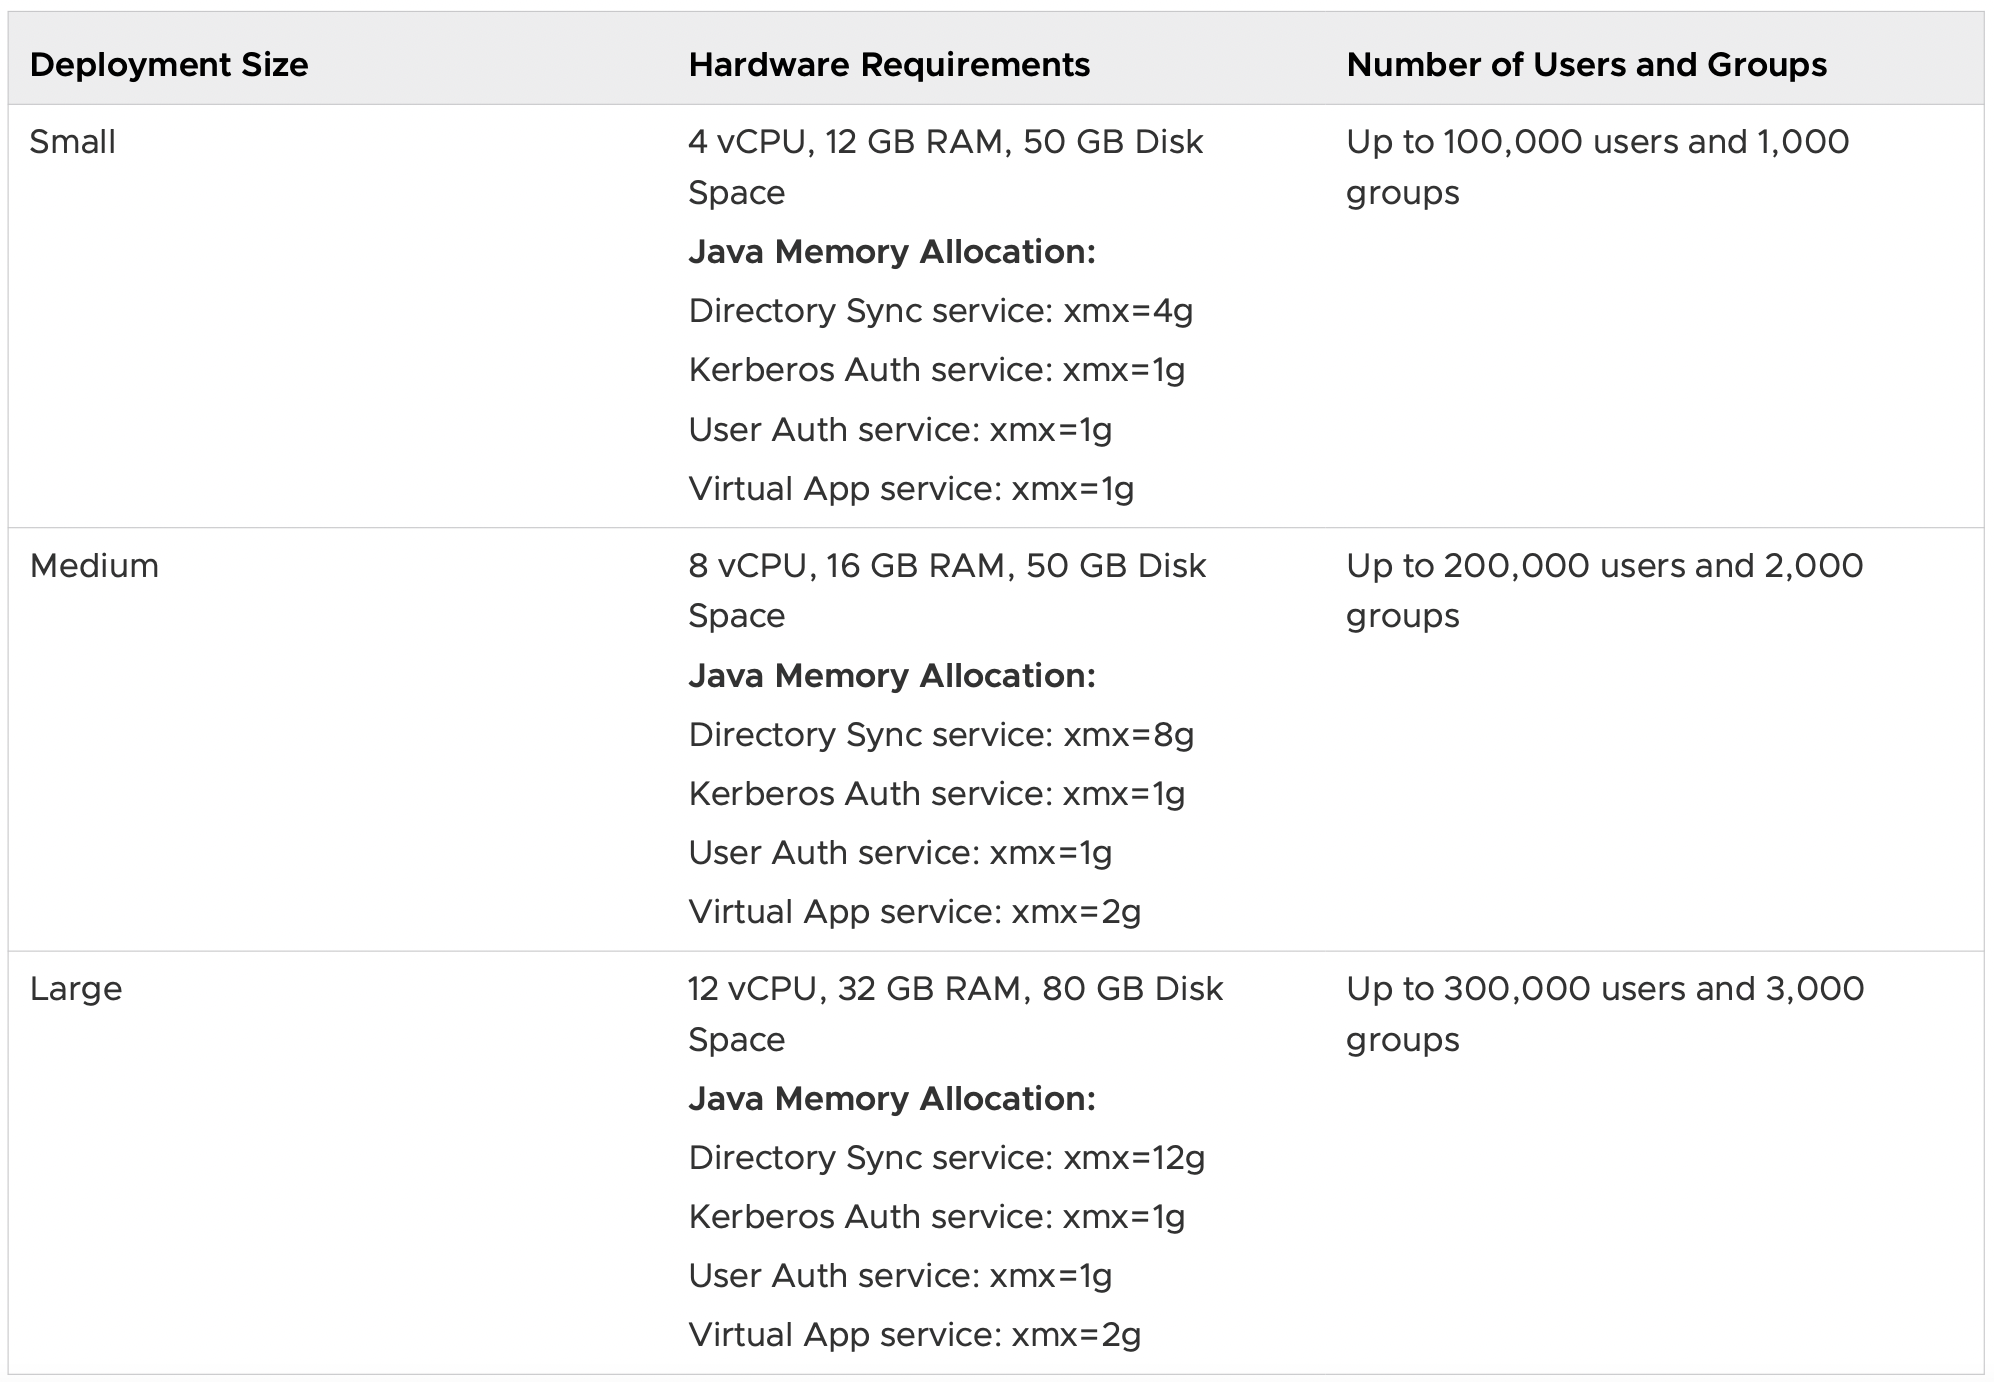 Deployment Size
Hardware Requirements
Number of Users and Groups
Small
4 vCPU, 12 GB RAM, 50 GB Disk
Space
Java Memory Allocation:
Directory Sync service: xmx=4g
Kerberos Auth service: xmx=1g
User Auth service: xmx=1g
Virtual App service: xmx=1g
Up to 100,000 users and 1,000
groups
Medium
8 vCPU, 16 GB RAM, 50 GB Disk
Space
Java Memory Allocation:
Directory Sync service: xmx=8g
Kerberos Auth service: xmx=1g
User Auth service: xmx=1g
Virtual App service: xmx=2g
Up to 200,000 users and 2,000
groups
Large
12 vCPU, 32 GB RAM, 80 GB Disk
Space
Java Memory Allocation:
Directory Sync service: xmx=12g
Kerberos Auth service: xmx=1g
User Auth service: xmx=1g
Virtual App service: xmx=2g
Up to 300,000 users and 3,000
groups